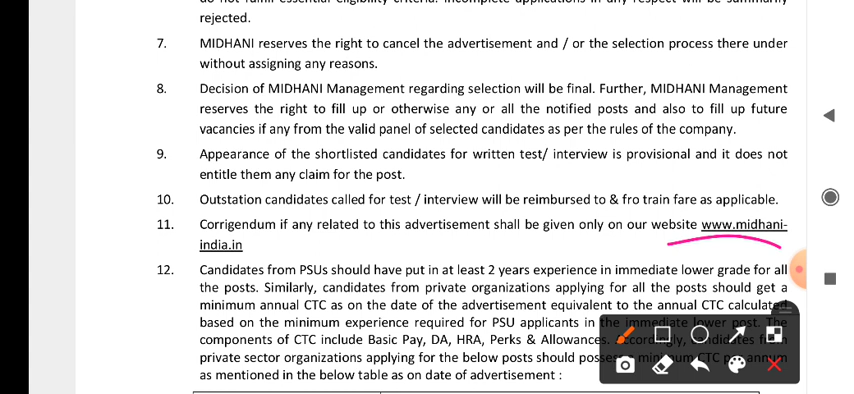 rejected.
7. MIDHANI reserves the right to cancel the advertisement and / or the selection process there under
without assigning any reasons.
8. Decision of MIDHANI Management regarding selection will be final. Further, MIDHANI Management
reserves the right to fill up or otherwise any or all the notified posts and also to fill up future
vacancies if any from the valid panel of selected candidates as per the rules of the company.
9. Appearance of the shortlisted candidates for written test/ interview is provisional and it does not
entitle them any claim for the post.
10. Outstation candidates called for test / interview will be reimbursed to & fro train fare as applicable.
11. Corrigendum if any related to this advertisement shall be given only on our website www.midhani-
india.in
12. Candidates from PSUs should have put in at least 2 years experience in immediate lower grade for all
the posts. Similarly, candidates from private organizations applying for all the posts should get a
minimum annual CTC as on the date of the advertisement equivalent to the annual CTC calculated
based on the minimum experience required for PSU applicants in the immediate lower post. The
components of CTC include Basic Pay, DA, HRA, Perks & Allowances. Accordingly, candidates from
private sector organizations applying for the below posts should possess minimum CTC per annum
as mentioned in the below table as on date of advertisement :